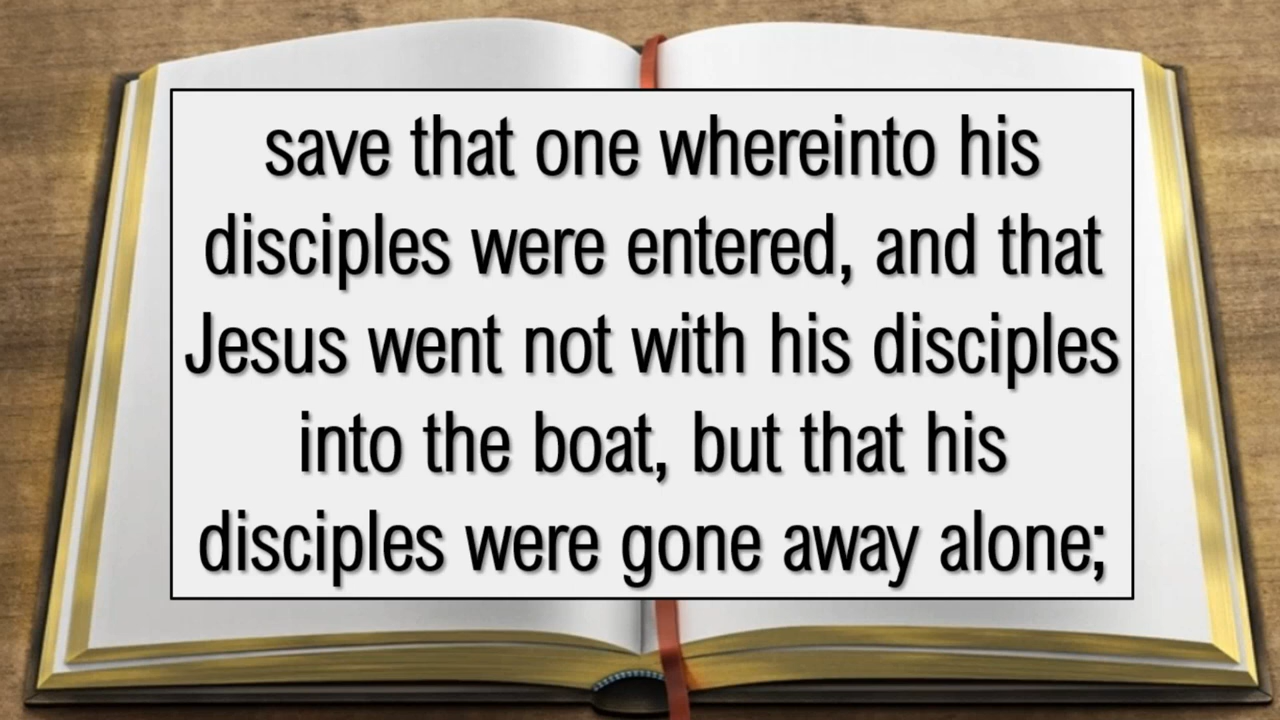 save that one whereinto his
disciples were entered, and that
Jesus went not with his disciples
into the boat, but that his
disciples were gone away alone;